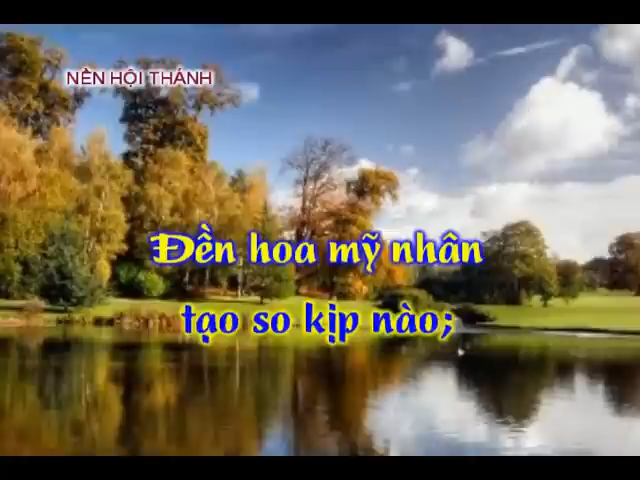 NỀN HỘI THÁNH
Đền hoa mỹ nhân
tạo so kịp nào;